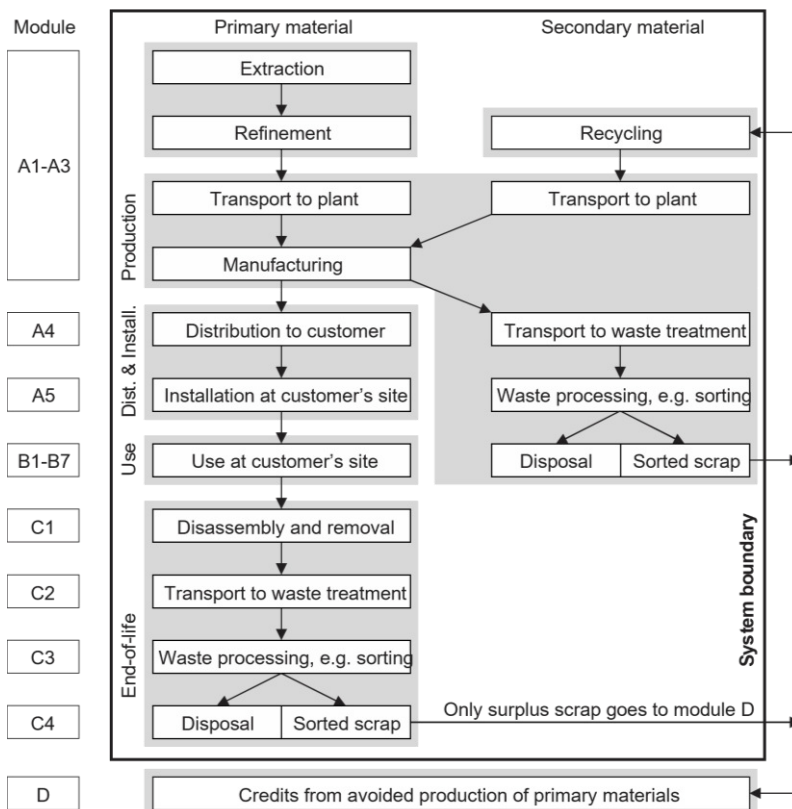 Module
Primary material
Secondary material
Extraction
Refinement
Recycling
A1-A3
Transport to plant
Transport to plant
Manufacturing
Production
A4
Distribution to customer
Transport to waste treatment
A5
Installation at customer's site
Waste processing, e.g. sorting
Dist. & Install.
B1-B7
Use at customer's site
Disposal
Sorted scrap
Use
C1
Disassembly and removal
C2
Transport to waste treatment
C3
Waste processing, e.g. sorting
C4
Disposal
Sorted scrap
Only surplus scrap goes to module D
End-of-life
System boundary
D
Credits from avoided production of primary materials